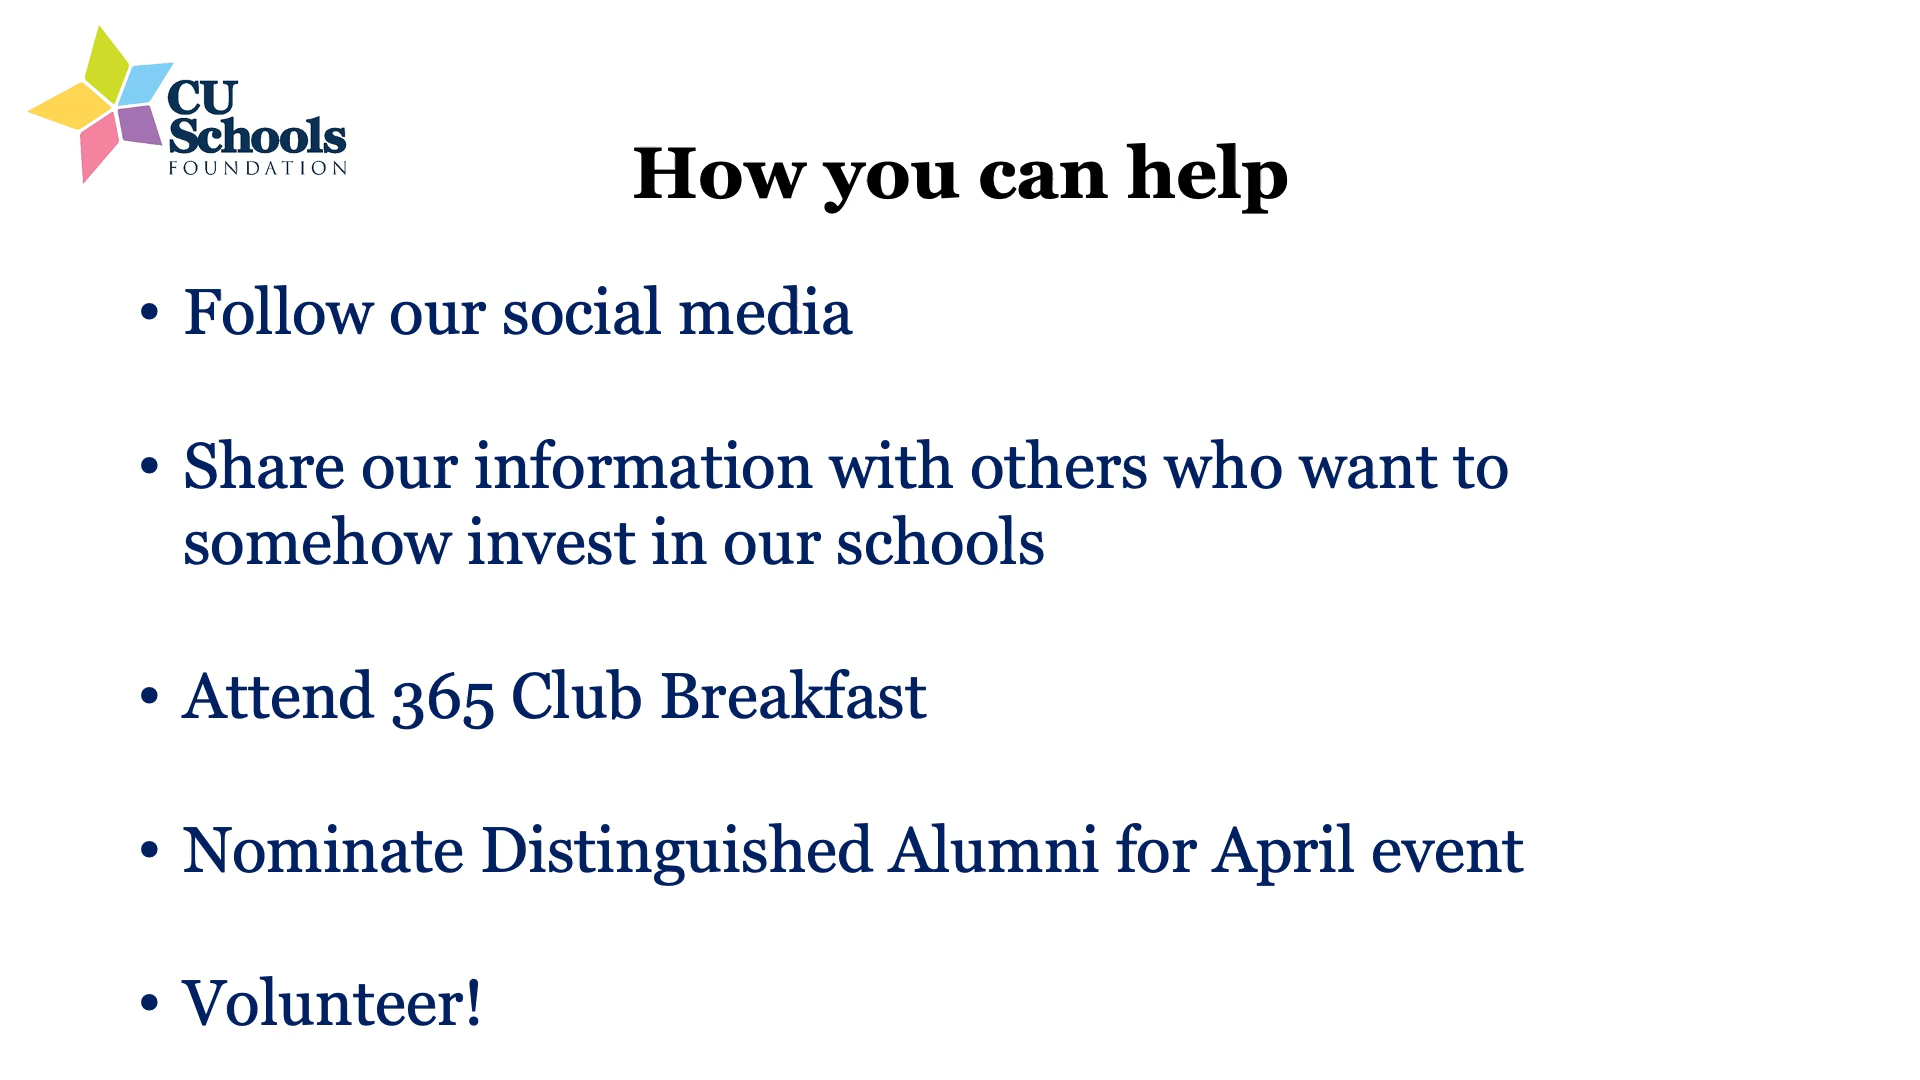 CU
Schools
FOUNDATION
How you can help
• Follow our social media
• Share our information with others who want to
somehow invest in our schools
• Attend 365 Club Breakfast
• Nominate Distinguished Alumni for April event
• Volunteer!